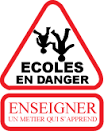 ECOLES
EN DANGER
ENSEIGNER
UN METIER QUI S'APPREND